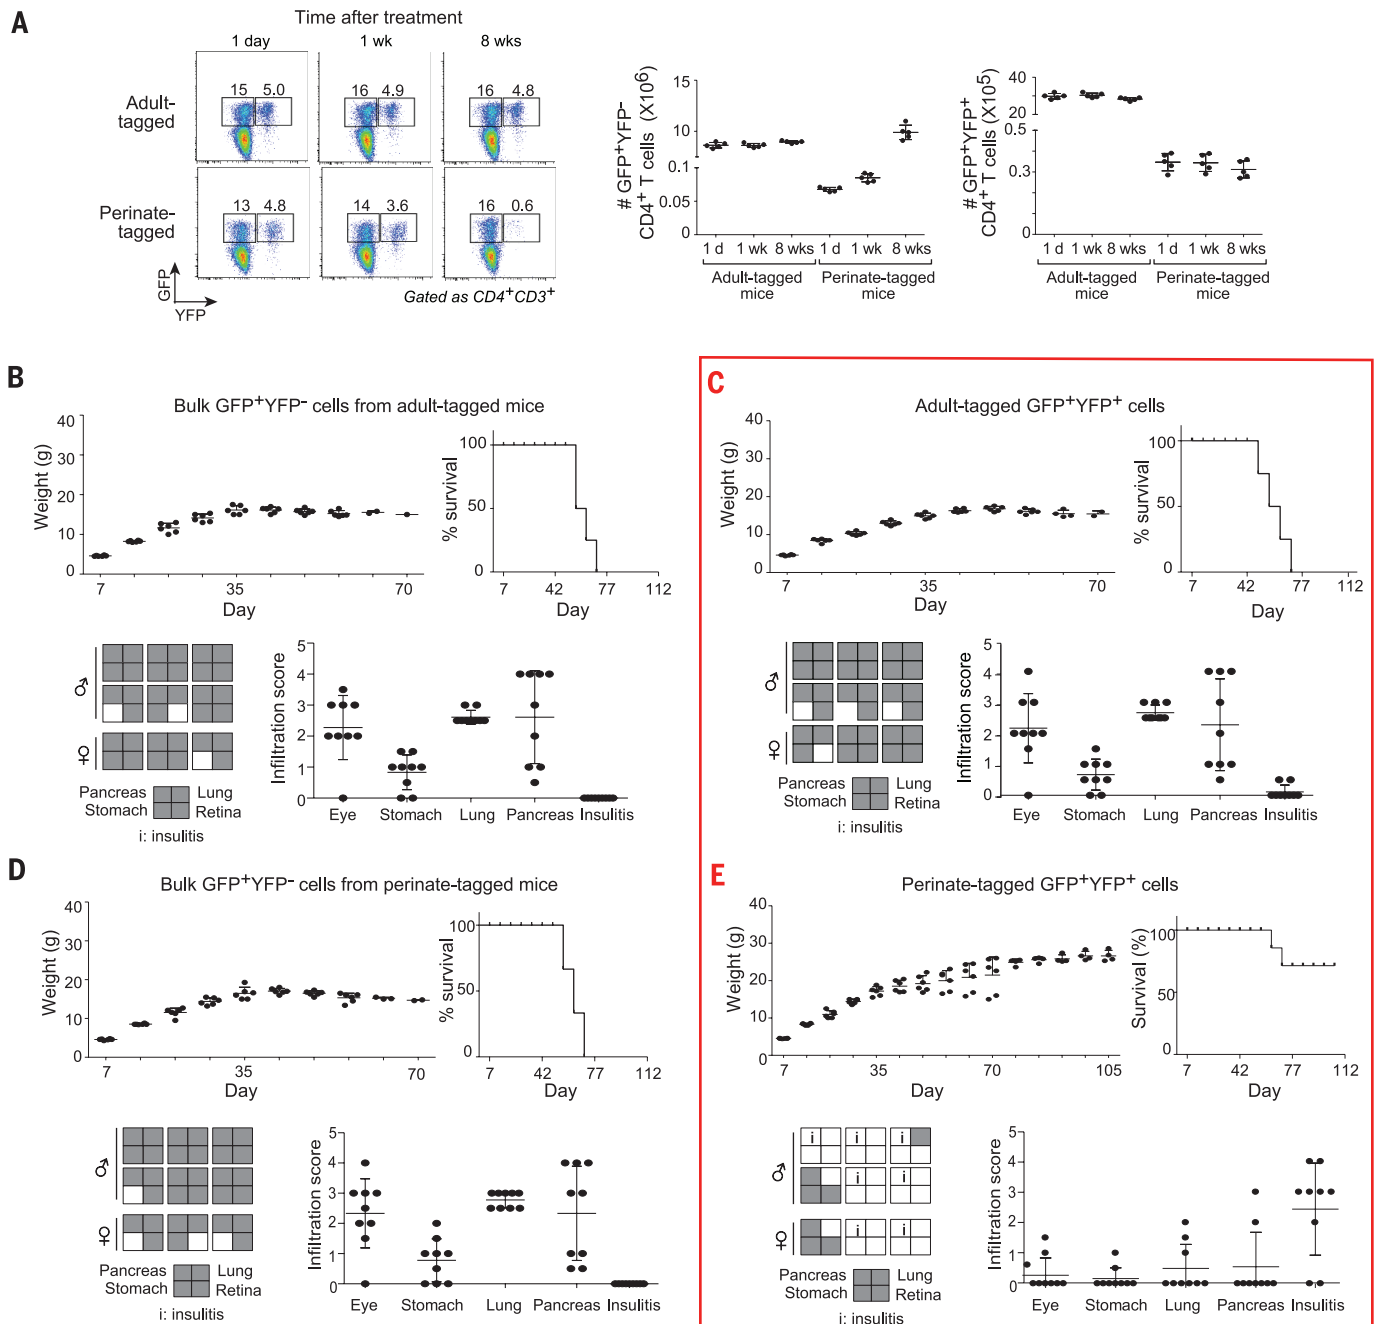 A
Time after treatment
1 day 1 wk 8 wks
Adult-
tagged
15 5.0 16 4.9 16 4.8
Perinate-
tagged
13 4.8 14 3.6 16 0.6
GFP
YFP
Gated as CD4+CD3+
# GFP+YFP-
CD4+ T cells (X10^6)
15
10
0.1
0.05
0
1 d 1 wk 8 wks 1 d 1 wk 8 wks
Adult-tagged
mice
Perinate-tagged
mice
# GFP+YFP+
CD4+ T cells (X10^5)
40
20
0.5
0.3
0
1 d 1 wk 8 wks 1 d 1 wk 8 wks
Adult-tagged
mice
Perinate-tagged
mice
B
Bulk GFP+YFP- cells from adult-tagged mice
Weight (g)
40
30
20
10
0
7 35 70
Day
% survival
100
50
0
7 42 77 112
Day
♂
♀
Pancreas Lung
Stomach Retina
i: insulitis
Infiltration score
5
4
3
2
1
0
Eye Stomach Lung Pancreas Insulitis
C
Adult-tagged GFP+YFP+ cells
Weight (g)
40
30
20
10
0
7 35 70
Day
% survival
100
50
0
7 42 77 112
Day
♂
♀
Pancreas Lung
Stomach Retina
i: insulitis
Infiltration score
5
4
3
2
1
0
Eye Stomach Lung Pancreas Insulitis
D
Bulk GFP+YFP- cells from perinate-tagged mice
Weight (g)
40
30
20
10
0
7 35 70
Day
% survival
100
50
0
7 42 77 112
Day
♂
♀
Pancreas Lung
Stomach Retina
i: insulitis
Infiltration score
5
4
3
2
1
0
Eye Stomach Lung Pancreas Insulitis
E
Perinate-tagged GFP+YFP+ cells
Weight (g)
40
30
20
10
0
7 35 70 105
Day
Survival (%)
100
50
0
7 42 77 112
Day
♂
i i i
i i
♀
i i
Pancreas Lung
Stomach Retina
i: insulitis
Infiltration score
5
4
3
2
1
0
Eye Stomach Lung Pancreas Insulitis